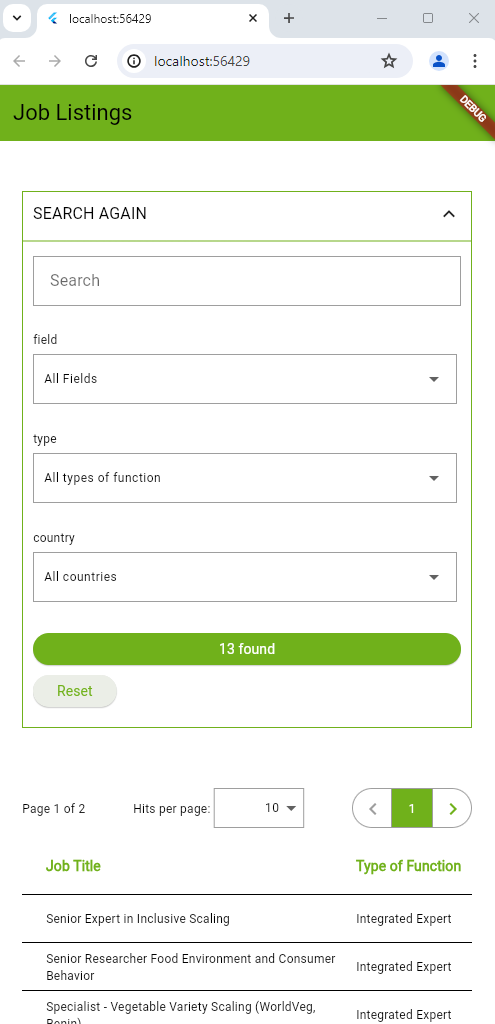 localhost:56429
localhost:56429
Job Listings
DEBUG
SEARCH AGAIN
Search
field
All Fields
type
All types of function
country
All countries
13 found
Reset
Page 1 of 2 Hits per page: 10 1
Job Title Type of Function
Senior Expert in Inclusive Scaling Integrated Expert
Senior Researcher Food Environment and Consumer Behavior Integrated Expert
Specialist - Vegetable Variety Scaling (WorldVeg, Benin) Integrated Expert